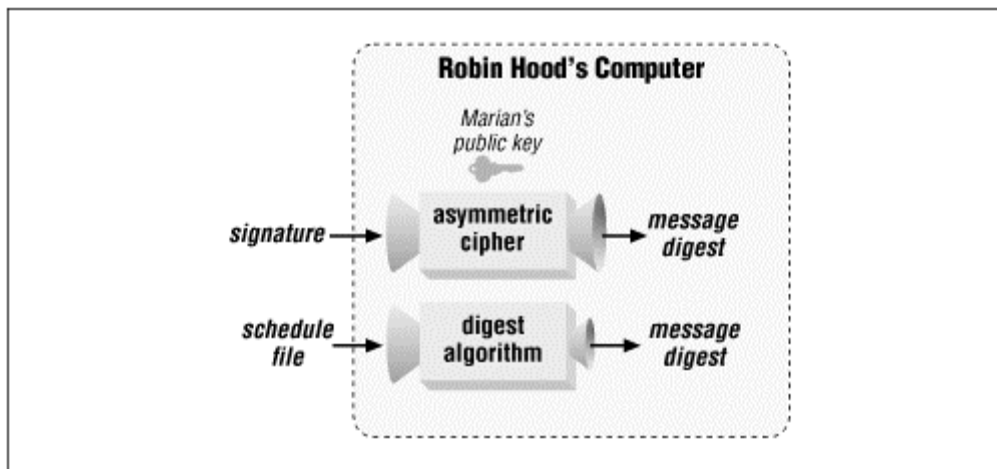 Robin Hood's Computer
Marian's
public key
signature
asymmetric
cipher
message
digest
schedule
file
digest
algorithm
message
digest